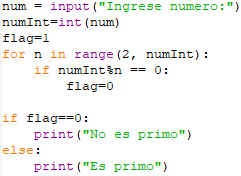 num = input("Ingrese numero:")
numInt=int(num)
flag=1
for n in range(2, numInt):
    if numInt%n == 0:
        flag=0

if flag==0:
    print("No es primo")
else:
    print("Es primo")